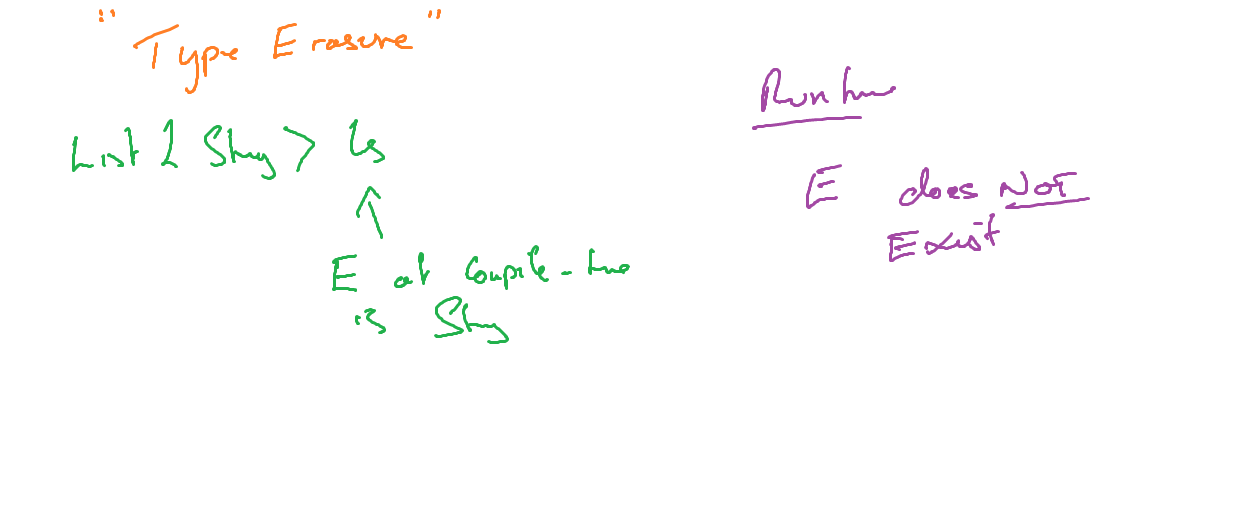 "Type Erasure"
List < String > ls
E at compile-time
is String
Runtime
E does NOT
Exist